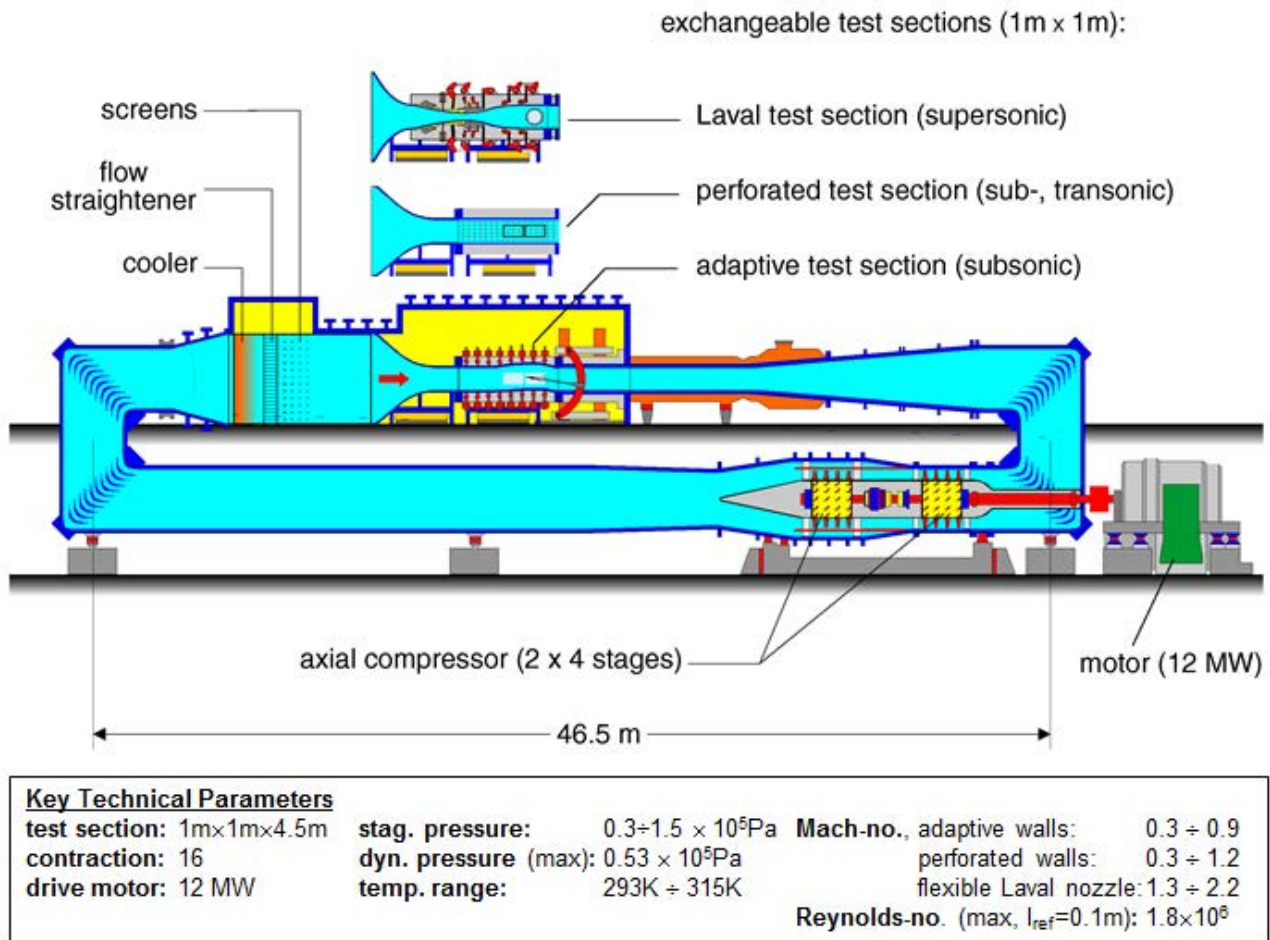 exchangeable test sections (1m x 1m):
screens
Laval test section (supersonic)
flow
straightener
perforated test section (sub-, transonic)
cooler
adaptive test section (subsonic)
axial compressor (2 x 4 stages)
motor (12 MW)
46.5 m
Key Technical Parameters
test section: 1m×1m×4.5m stag. pressure: 0.3÷1.5 × 10⁵Pa Mach-no., adaptive walls: 0.3 ÷ 0.9
contraction: 16 dyn. pressure (max): 0.53 × 10⁵Pa perforated walls: 0.3 ÷ 1.2
drive motor: 12 MW temp. range: 293K ÷ 315K flexible Laval nozzle: 1.3 ÷ 2.2
Reynolds-no. (max, lref=0.1m): 1.8×10⁶